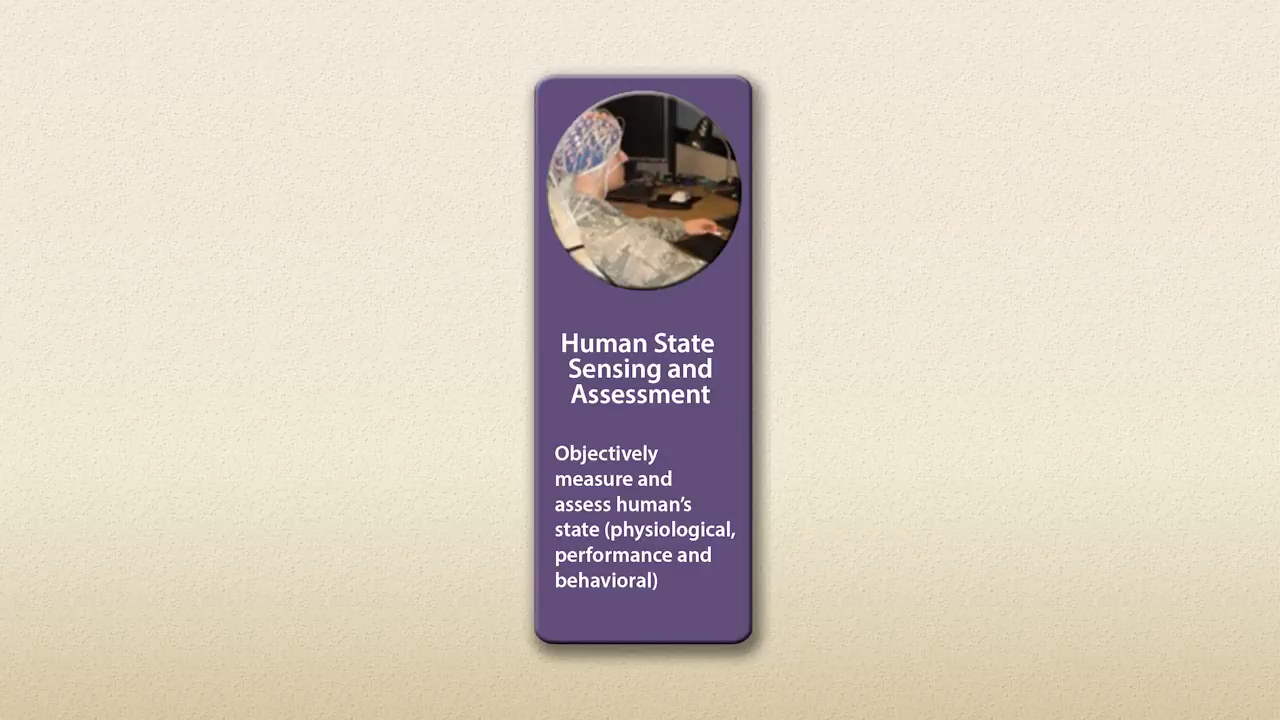 Human State
Sensing and
Assessment
Objectively
measure and
assess human’s
state (physiological,
performance and
behavioral)